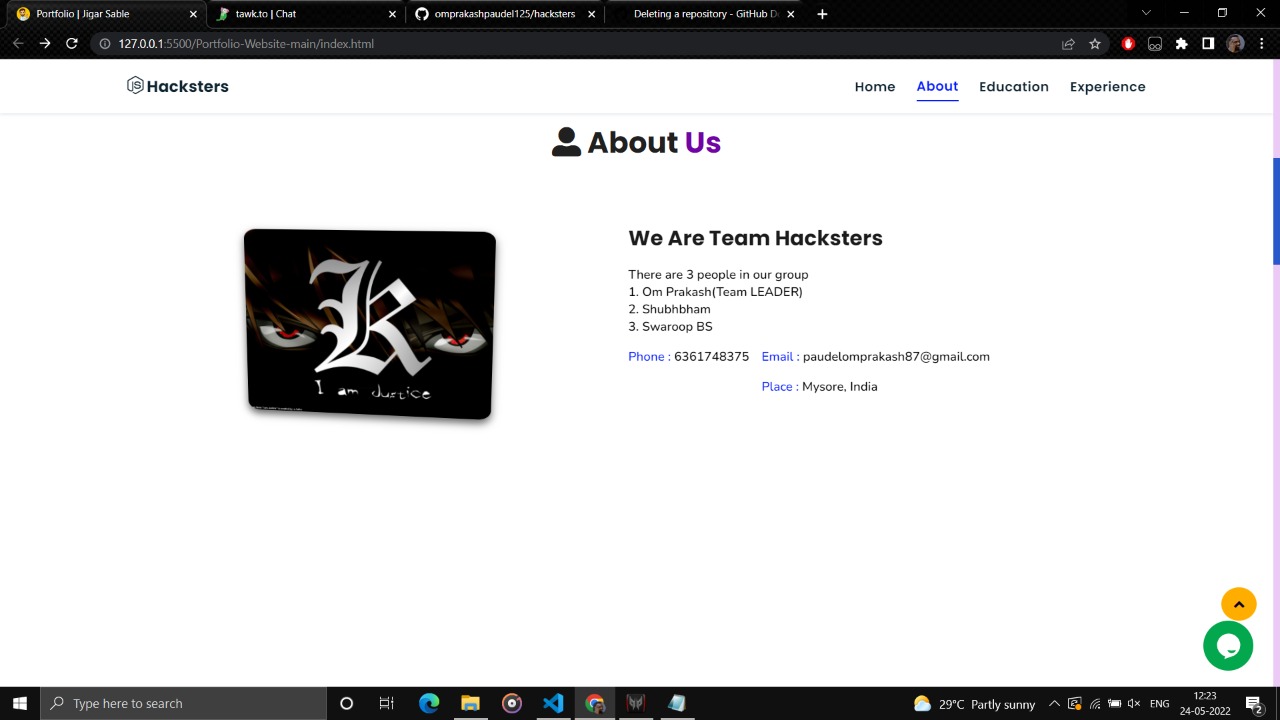 Portfolio | Jigar Sable
tawk.to | Chat
omprakashpaudel125/hacksters
Deleting a repository - GitHub D
127.0.0.1:5500/Portfolio-Website-main/index.html
Hacksters
Home
About
Education
Experience
About Us
We Are Team Hacksters
There are 3 people in our group
1. Om Prakash(Team LEADER)
2. Shubhbham
3. Swaroop BS
Phone : 6361748375 Email : paudelomprakash87@gmail.com
Place : Mysore, India
K
I am Justice
Type here to search
29°C Partly sunny
ENG
12:23
24-05-2022
2